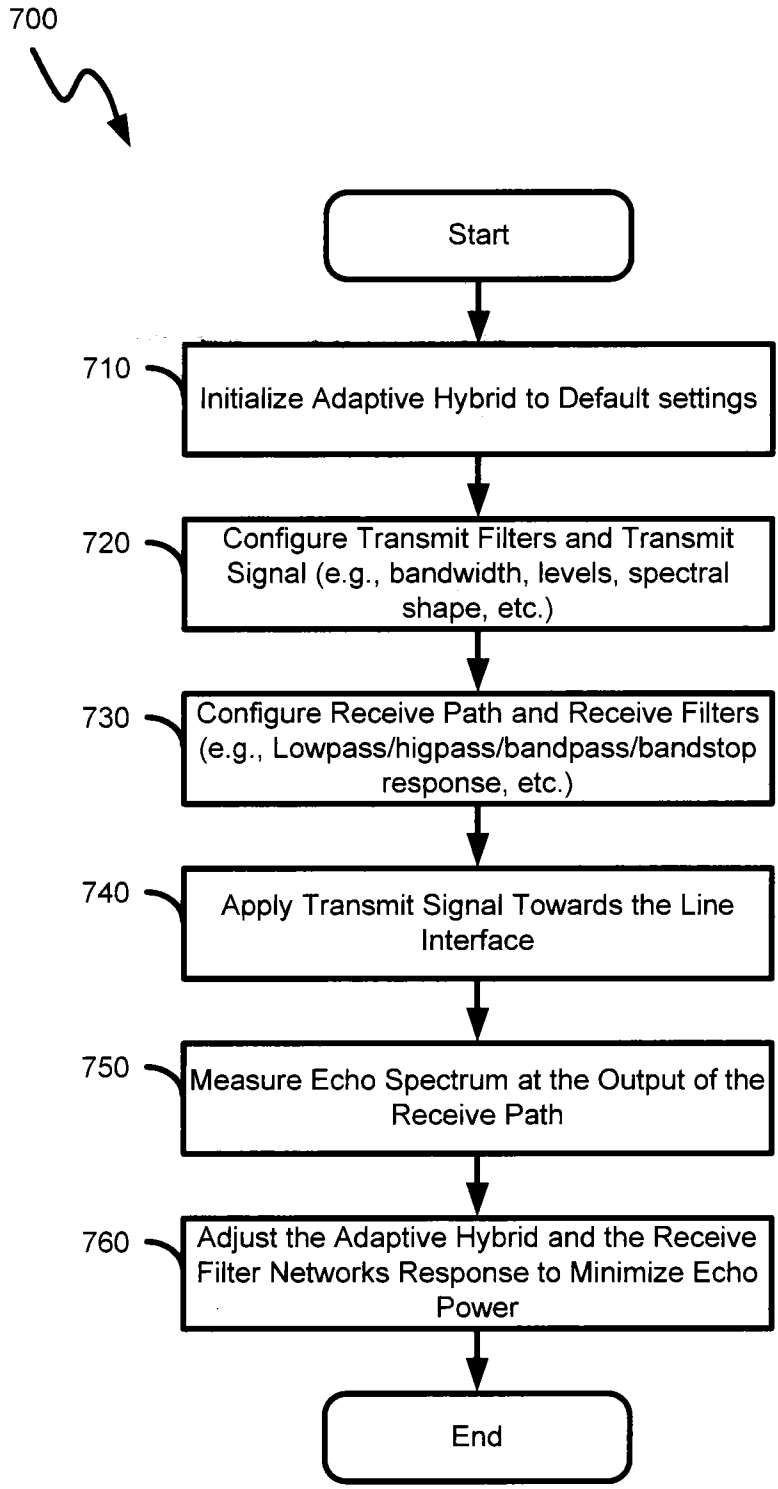 700
Start
710
Initialize Adaptive Hybrid to Default settings
720
Configure Transmit Filters and Transmit
Signal (e.g., bandwidth, levels, spectral
shape, etc.)
730
Configure Receive Path and Receive Filters
(e.g., Lowpass/higpass/bandpass/bandstop
response, etc.)
740
Apply Transmit Signal Towards the Line
Interface
750
Measure Echo Spectrum at the Output of the
Receive Path
760
Adjust the Adaptive Hybrid and the Receive
Filter Networks Response to Minimize Echo
Power
End